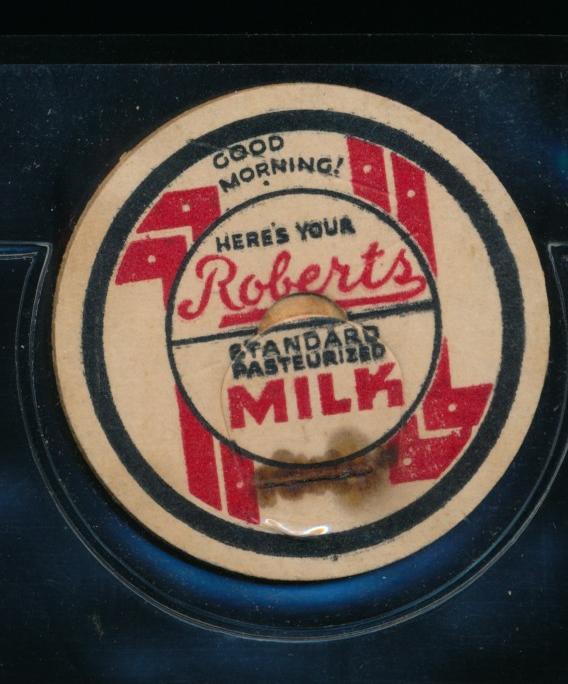 GOOD
MORNING!
HERE'S YOUR
Roberts
STANDARD
PASTEURIZED
MILK